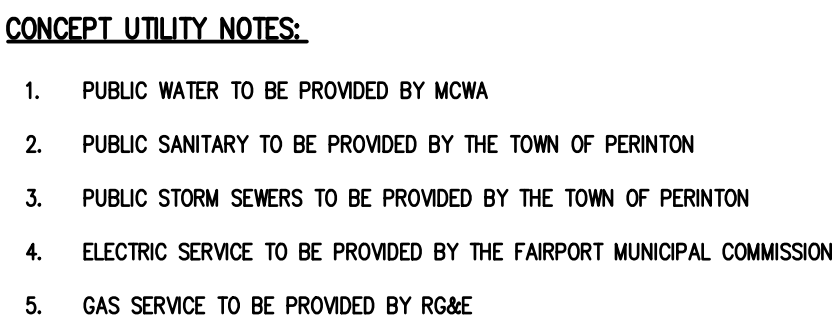 CONCEPT UTILITY NOTES:
1. PUBLIC WATER TO BE PROVIDED BY MCWA
2. PUBLIC SANITARY TO BE PROVIDED BY THE TOWN OF PERINTON
3. PUBLIC STORM SEWERS TO BE PROVIDED BY THE TOWN OF PERINTON
4. ELECTRIC SERVICE TO BE PROVIDED BY THE FAIRPORT MUNICIPAL COMMISSION
5. GAS SERVICE TO BE PROVIDED BY RG&E